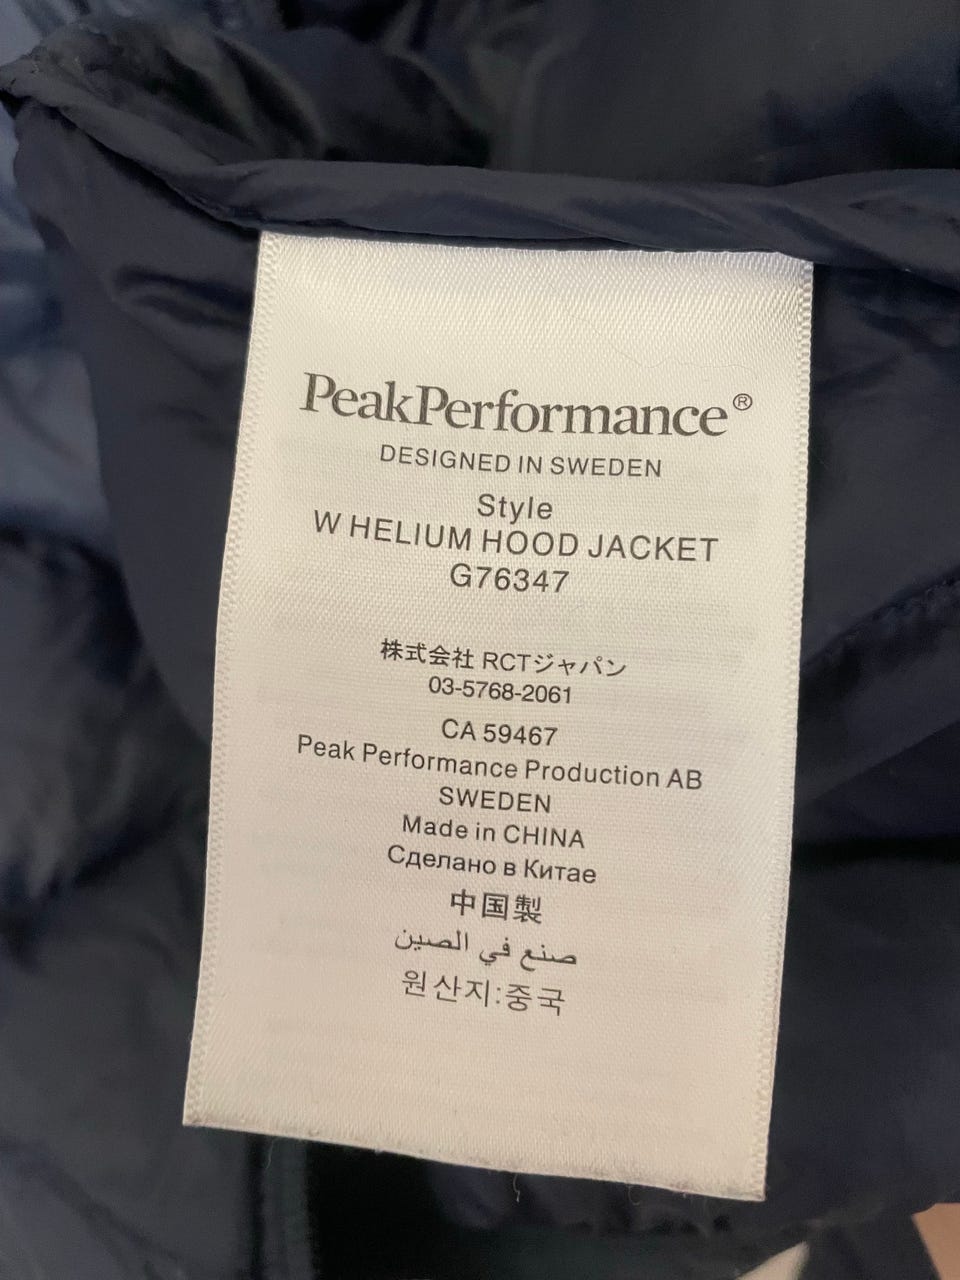 PeakPerformance®
DESIGNED IN SWEDEN
Style
W HELIUM HOOD JACKET
G76347
株式会社 RCTジャパン
03-5768-2061
CA 59467
Peak Performance Production AB
SWEDEN
Made in CHINA
Сделано в Китае
中国製
صنع في الصين
원산지:중국